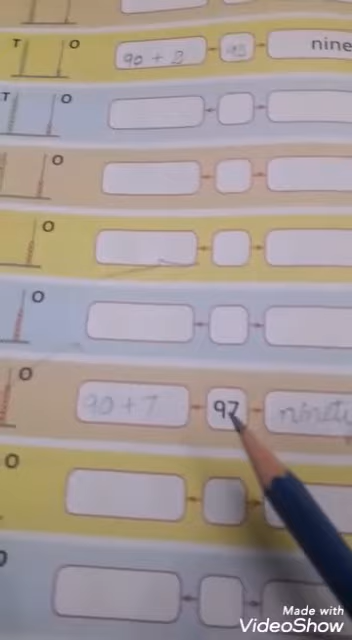 T O 90 + 2 nine
T O
O
O
O
O 90 + 7 97 ninety
O
Made with
VideoShow